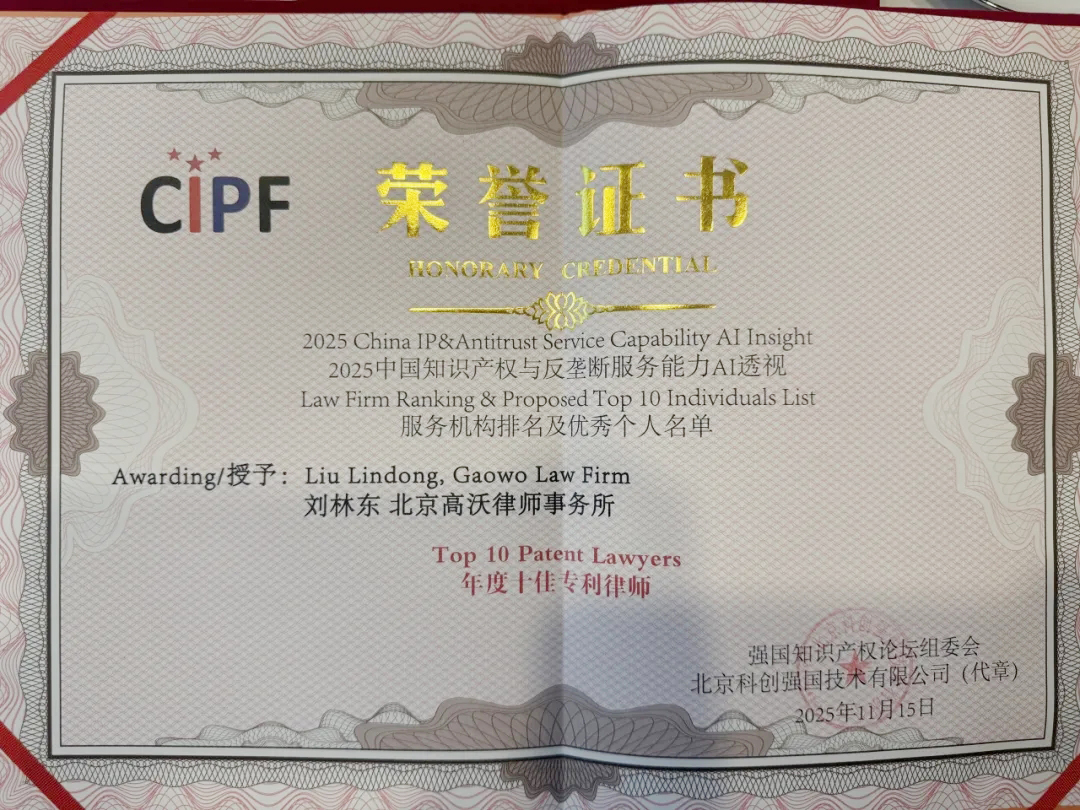 CIPF
荣誉证书
HONORARY CREDENTIAL
2025 China IP&Antitrust Service Capability AI Insight
2025中国知识产权与反垄断服务能力AI透视
Law Firm Ranking & Proposed Top 10 Individuals List
服务机构排名及优秀个人名单
Awarding/授予： Liu Lindong, Gaowo Law Firm
刘林东 北京高沃律师事务所
Top 10 Patent Lawyers
年度十佳专利律师
强国知识产权论坛组委会
北京科创强国技术有限公司（代章）
2025年11月15日